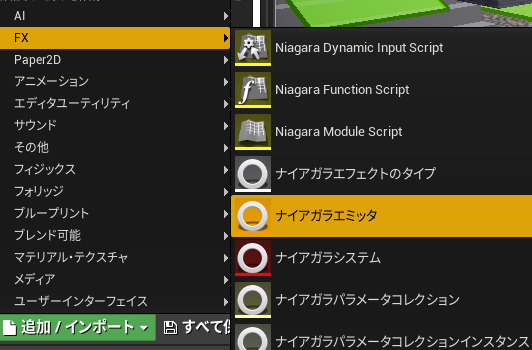 AI
FX
Paper2D
アニメーション
エディタユーティリティ
サウンド
その他
フィジックス
フォリッジ
ブループリント
ブレンド可能
マテリアル・テクスチャ
メディア
ユーザーインターフェイス
追加 / インポート
すべて
Niagara Dynamic Input Script
Niagara Function Script
Niagara Module Script
ナイアガラエフェクトのタイプ
ナイアガラエミッタ
ナイアガラシステム
ナイアガラパラメータコレクション
ナイアガラパラメータコレクションインスタンス